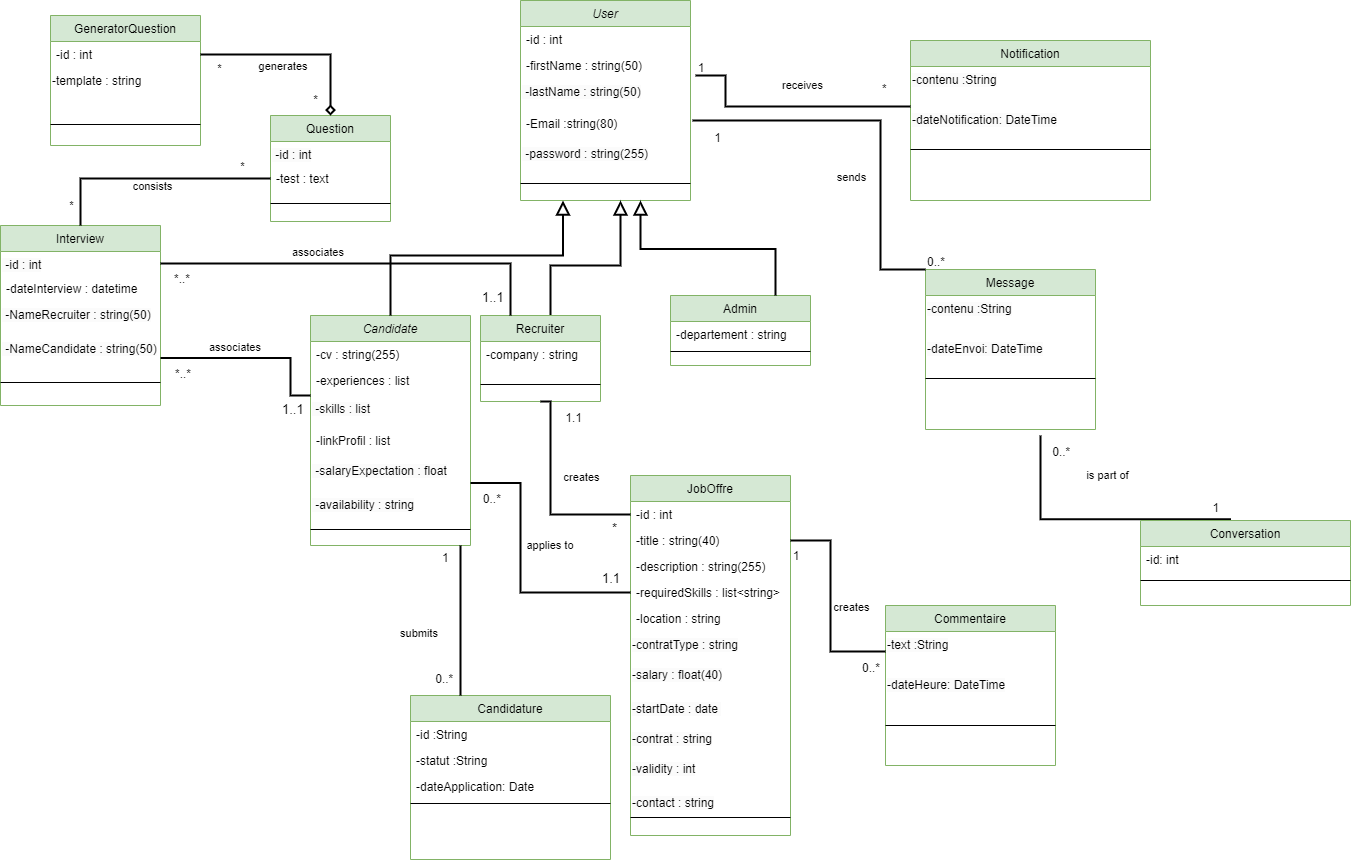 GeneratorQuestion
-id : int
-template : string
*
generates
*
Question
-id : int
-test : text
*
consists
*
Interview
-id : int
-dateInterview : datetime
-NameRecruiter : string(50)
-NameCandidate : string(50)
associates
*..*
1..1
associates
*..*
1..1
User
-id : int
-firstName : string(50)
-lastName : string(50)
-Email :string(80)
-password : string(255)
1
receives
*
1
sends
0..*
Notification
-contenu :String
-dateNotification: DateTime
Message
-contenu :String
-dateEnvoi: DateTime
0..*
is part of
1
Conversation
-id: int
Admin
-departement : string
Recruiter
-company : string
1.1
creates
*
Candidate
-cv : string(255)
-experiences : list
-skills : list
-linkProfil : list
-salaryExpectation : float
-availability : string
0..*
applies to
1.1
1
submits
0..*
Candidature
-id :String
-statut :String
-dateApplication: Date
JobOffre
-id : int
-title : string(40)
-description : string(255)
-requiredSkills : list<string>
-location : string
-contratType : string
-salary : float(40)
-startDate : date
-contrat : string
-validity : int
-contact : string
1
creates
0..*
Commentaire
-text :String
-dateHeure: DateTime